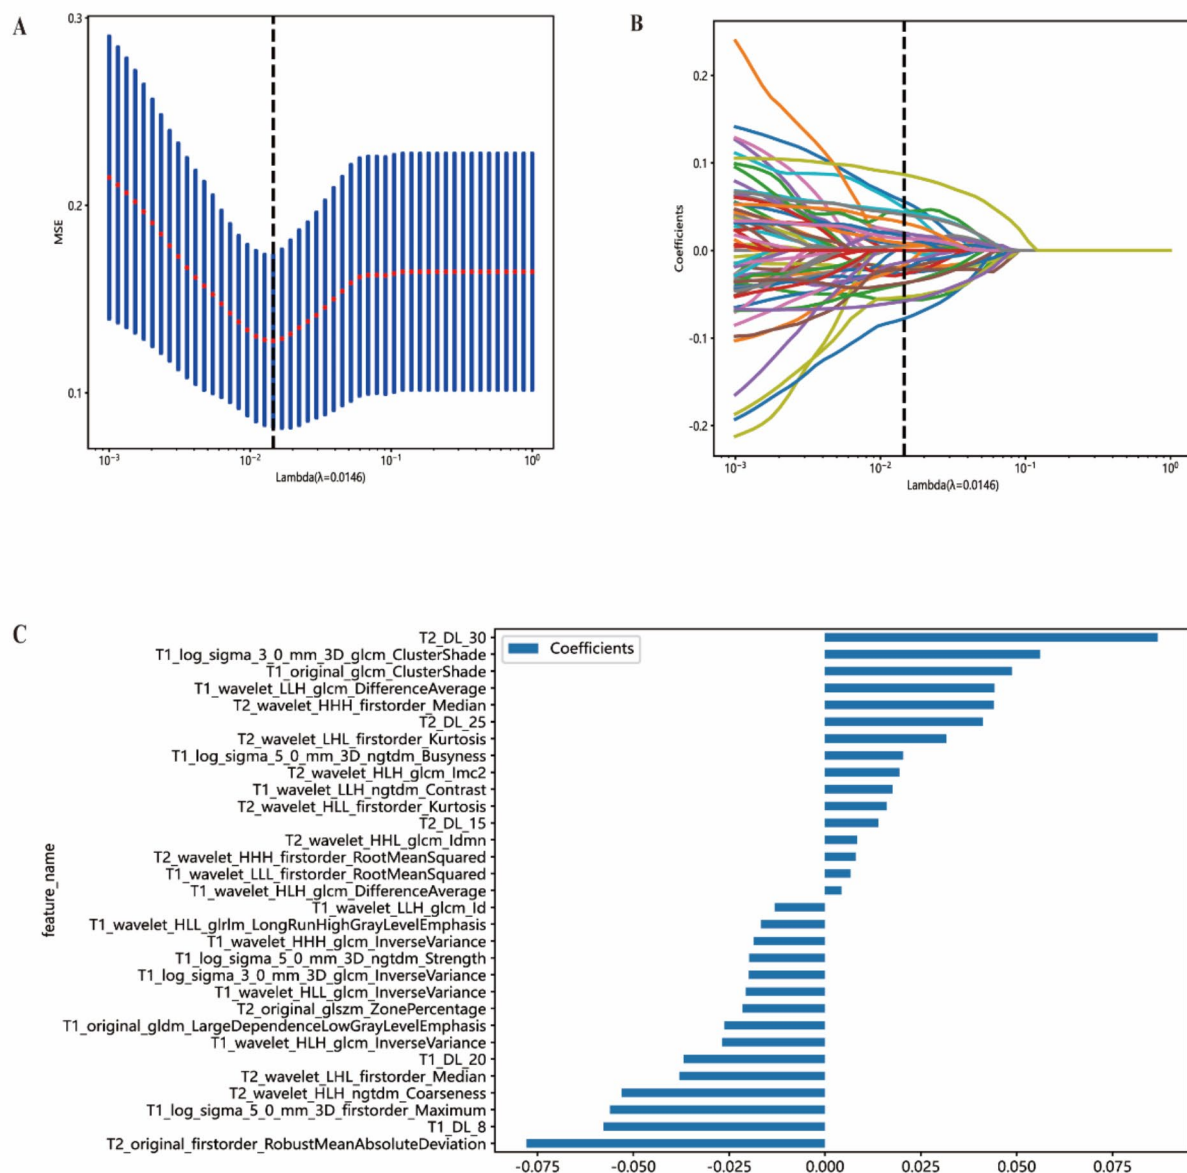 A
0.3
0.2
0.1
MSE
10⁻³
10⁻²
10⁻¹
10⁰
Lambda(λ=0.0146)
B
0.2
0.1
0.0
-0.1
-0.2
Coefficients
10⁻³
10⁻²
10⁻¹
10⁰
Lambda(λ=0.0146)
C
Coefficients
feature_name
T2_DL_30
T1_log_sigma_3_0_mm_3D_glcm_ClusterShade
T1_original_glcm_ClusterShade
T1_wavelet_LLH_glcm_DifferenceAverage
T2_wavelet_HHH_firstorder_Median
T2_DL_25
T2_wavelet_LHL_firstorder_Kurtosis
T1_log_sigma_5_0_mm_3D_ngtdm_Busyness
T2_wavelet_HLH_glcm_Imc2
T1_wavelet_LLH_ngtdm_Contrast
T2_wavelet_HLL_firstorder_Kurtosis
T2_DL_15
T2_wavelet_HHL_glcm_Idmn
T2_wavelet_HHH_firstorder_RootMeanSquared
T1_wavelet_LLL_firstorder_RootMeanSquared
T1_wavelet_HLH_glcm_DifferenceAverage
T1_wavelet_LLH_glcm_Id
T1_wavelet_HLL_glrlm_LongRunHighGrayLevelEmphasis
T1_wavelet_HHH_glcm_InverseVariance
T1_log_sigma_5_0_mm_3D_ngtdm_Strength
T1_log_sigma_3_0_mm_3D_glcm_InverseVariance
T1_wavelet_HLL_glcm_InverseVariance
T2_original_glszm_ZonePercentage
T1_original_gldm_LargeDependenceLowGrayLevelEmphasis
T1_wavelet_HLH_glcm_InverseVariance
T1_DL_20
T2_wavelet_LHL_firstorder_Median
T2_wavelet_HLH_ngtdm_Coarseness
T1_log_sigma_5_0_mm_3D_firstorder_Maximum
T1_DL_8
T2_original_firstorder_RobustMeanAbsoluteDeviation
-0.075
-0.050
-0.025
0.000
0.025
0.050
0.075